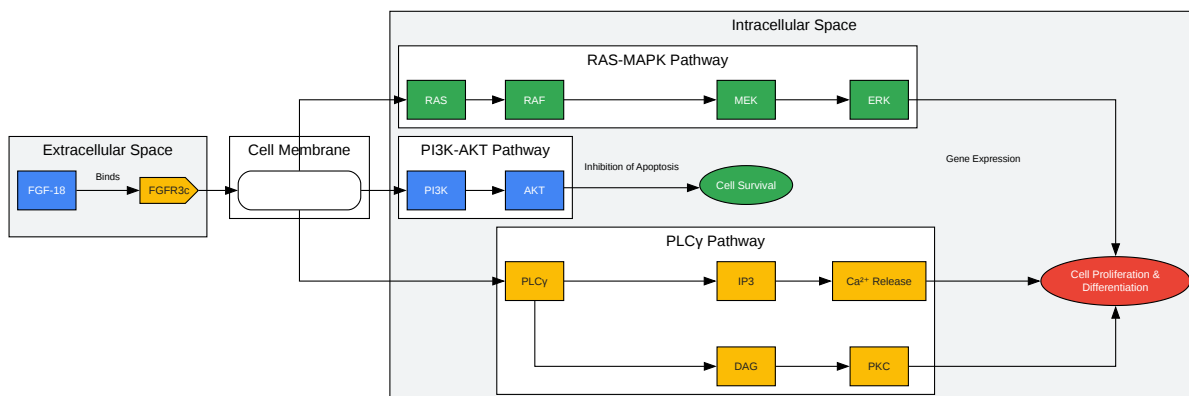 Intracellular Space
RAS-MAPK Pathway
RAS
RAF
MEK
ERK
Extracellular Space
Cell Membrane
PI3K-AKT Pathway
Inhibition of Apoptosis
Gene Expression
FGF-18
Binds
FGFR3c
PI3K
AKT
Cell Survival
PLCγ Pathway
PLCγ
IP3
Ca²⁺ Release
Cell Proliferation &
Differentiation
DAG
PKC